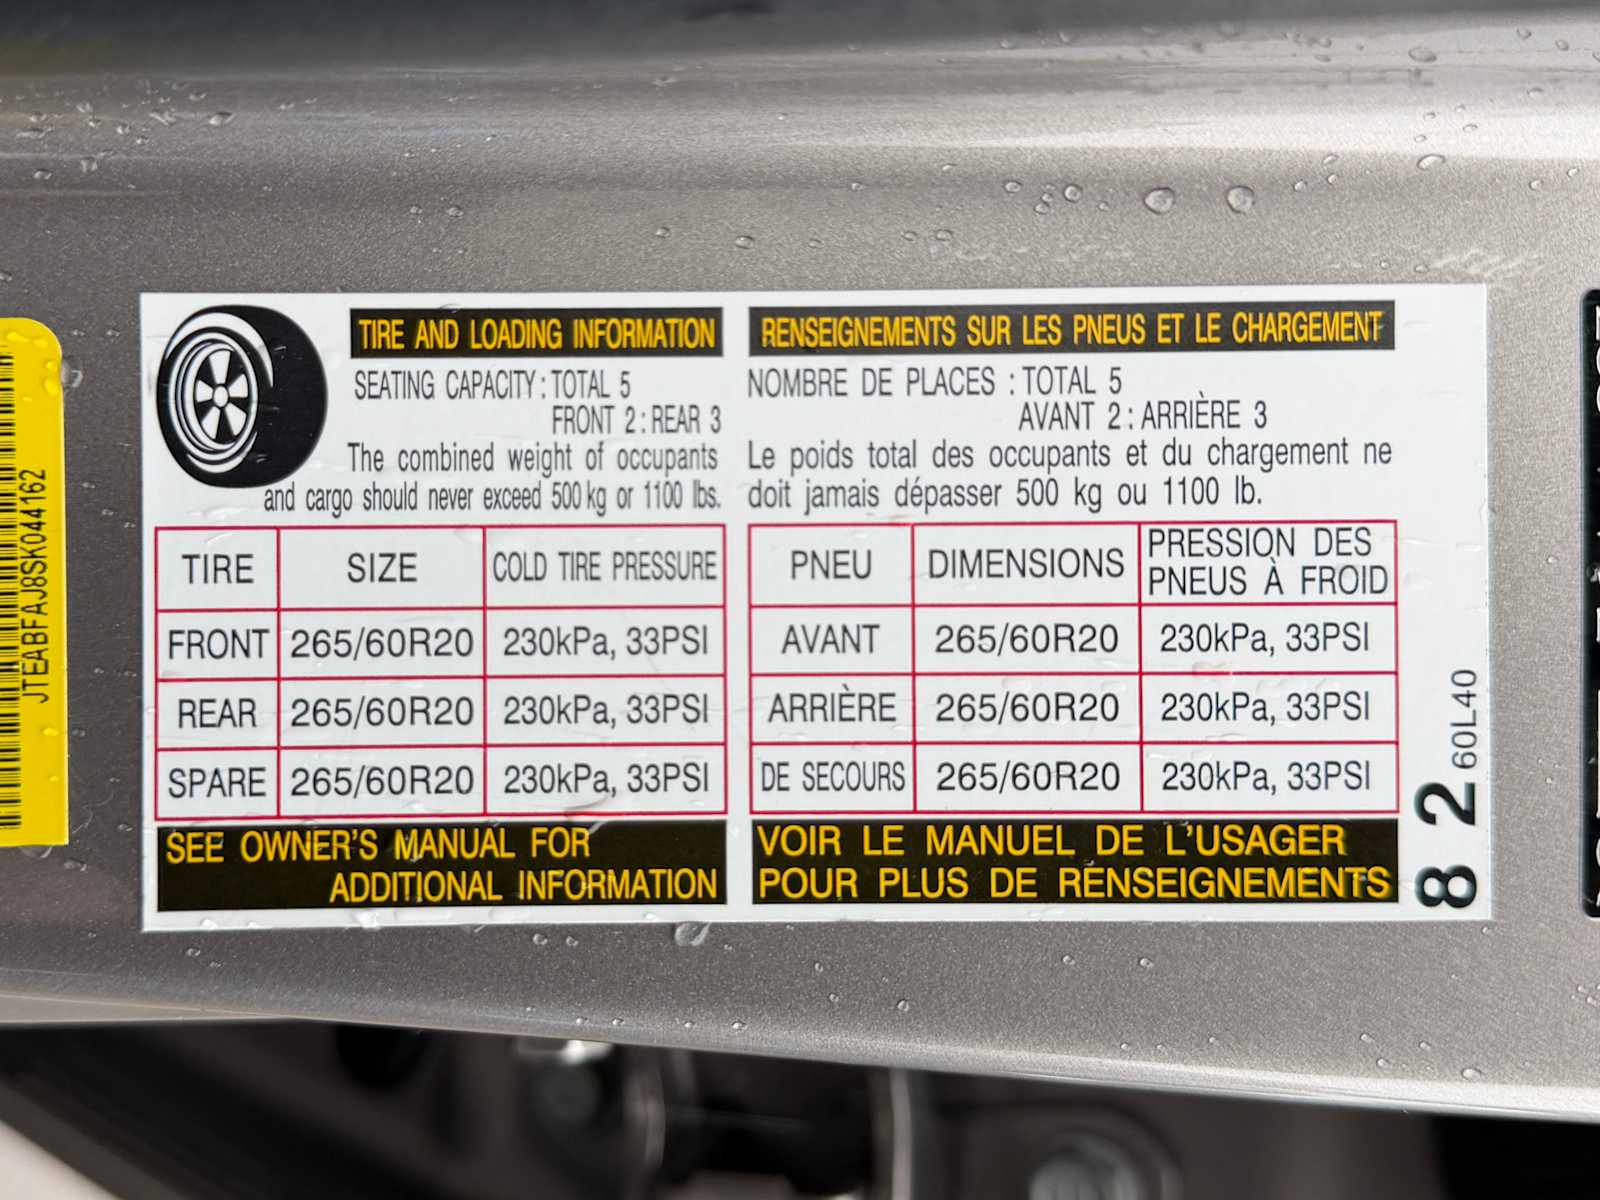 JTEABFAJ8SK044162
TIRE AND LOADING INFORMATION
SEATING CAPACITY : TOTAL 5
FRONT 2 : REAR 3
The combined weight of occupants
and cargo should never exceed 500 kg or 1100 lbs.
TIRE SIZE COLD TIRE PRESSURE
FRONT 265/60R20 230kPa, 33PSI
REAR 265/60R20 230kPa, 33PSI
SPARE 265/60R20 230kPa, 33PSI
SEE OWNER'S MANUAL FOR
ADDITIONAL INFORMATION
RENSEIGNEMENTS SUR LES PNEUS ET LE CHARGEMENT
NOMBRE DE PLACES : TOTAL 5
AVANT 2 : ARRIÈRE 3
Le poids total des occupants et du chargement ne
doit jamais dépasser 500 kg ou 1100 lb.
PNEU DIMENSIONS PRESSION DES
PNEUS À FROID
AVANT 265/60R20 230kPa, 33PSI
ARRIÈRE 265/60R20 230kPa, 33PSI
DE SECOURS 265/60R20 230kPa, 33PSI
VOIR LE MANUEL DE L'USAGER
POUR PLUS DE RENSEIGNEMENTS
8 2 60L40